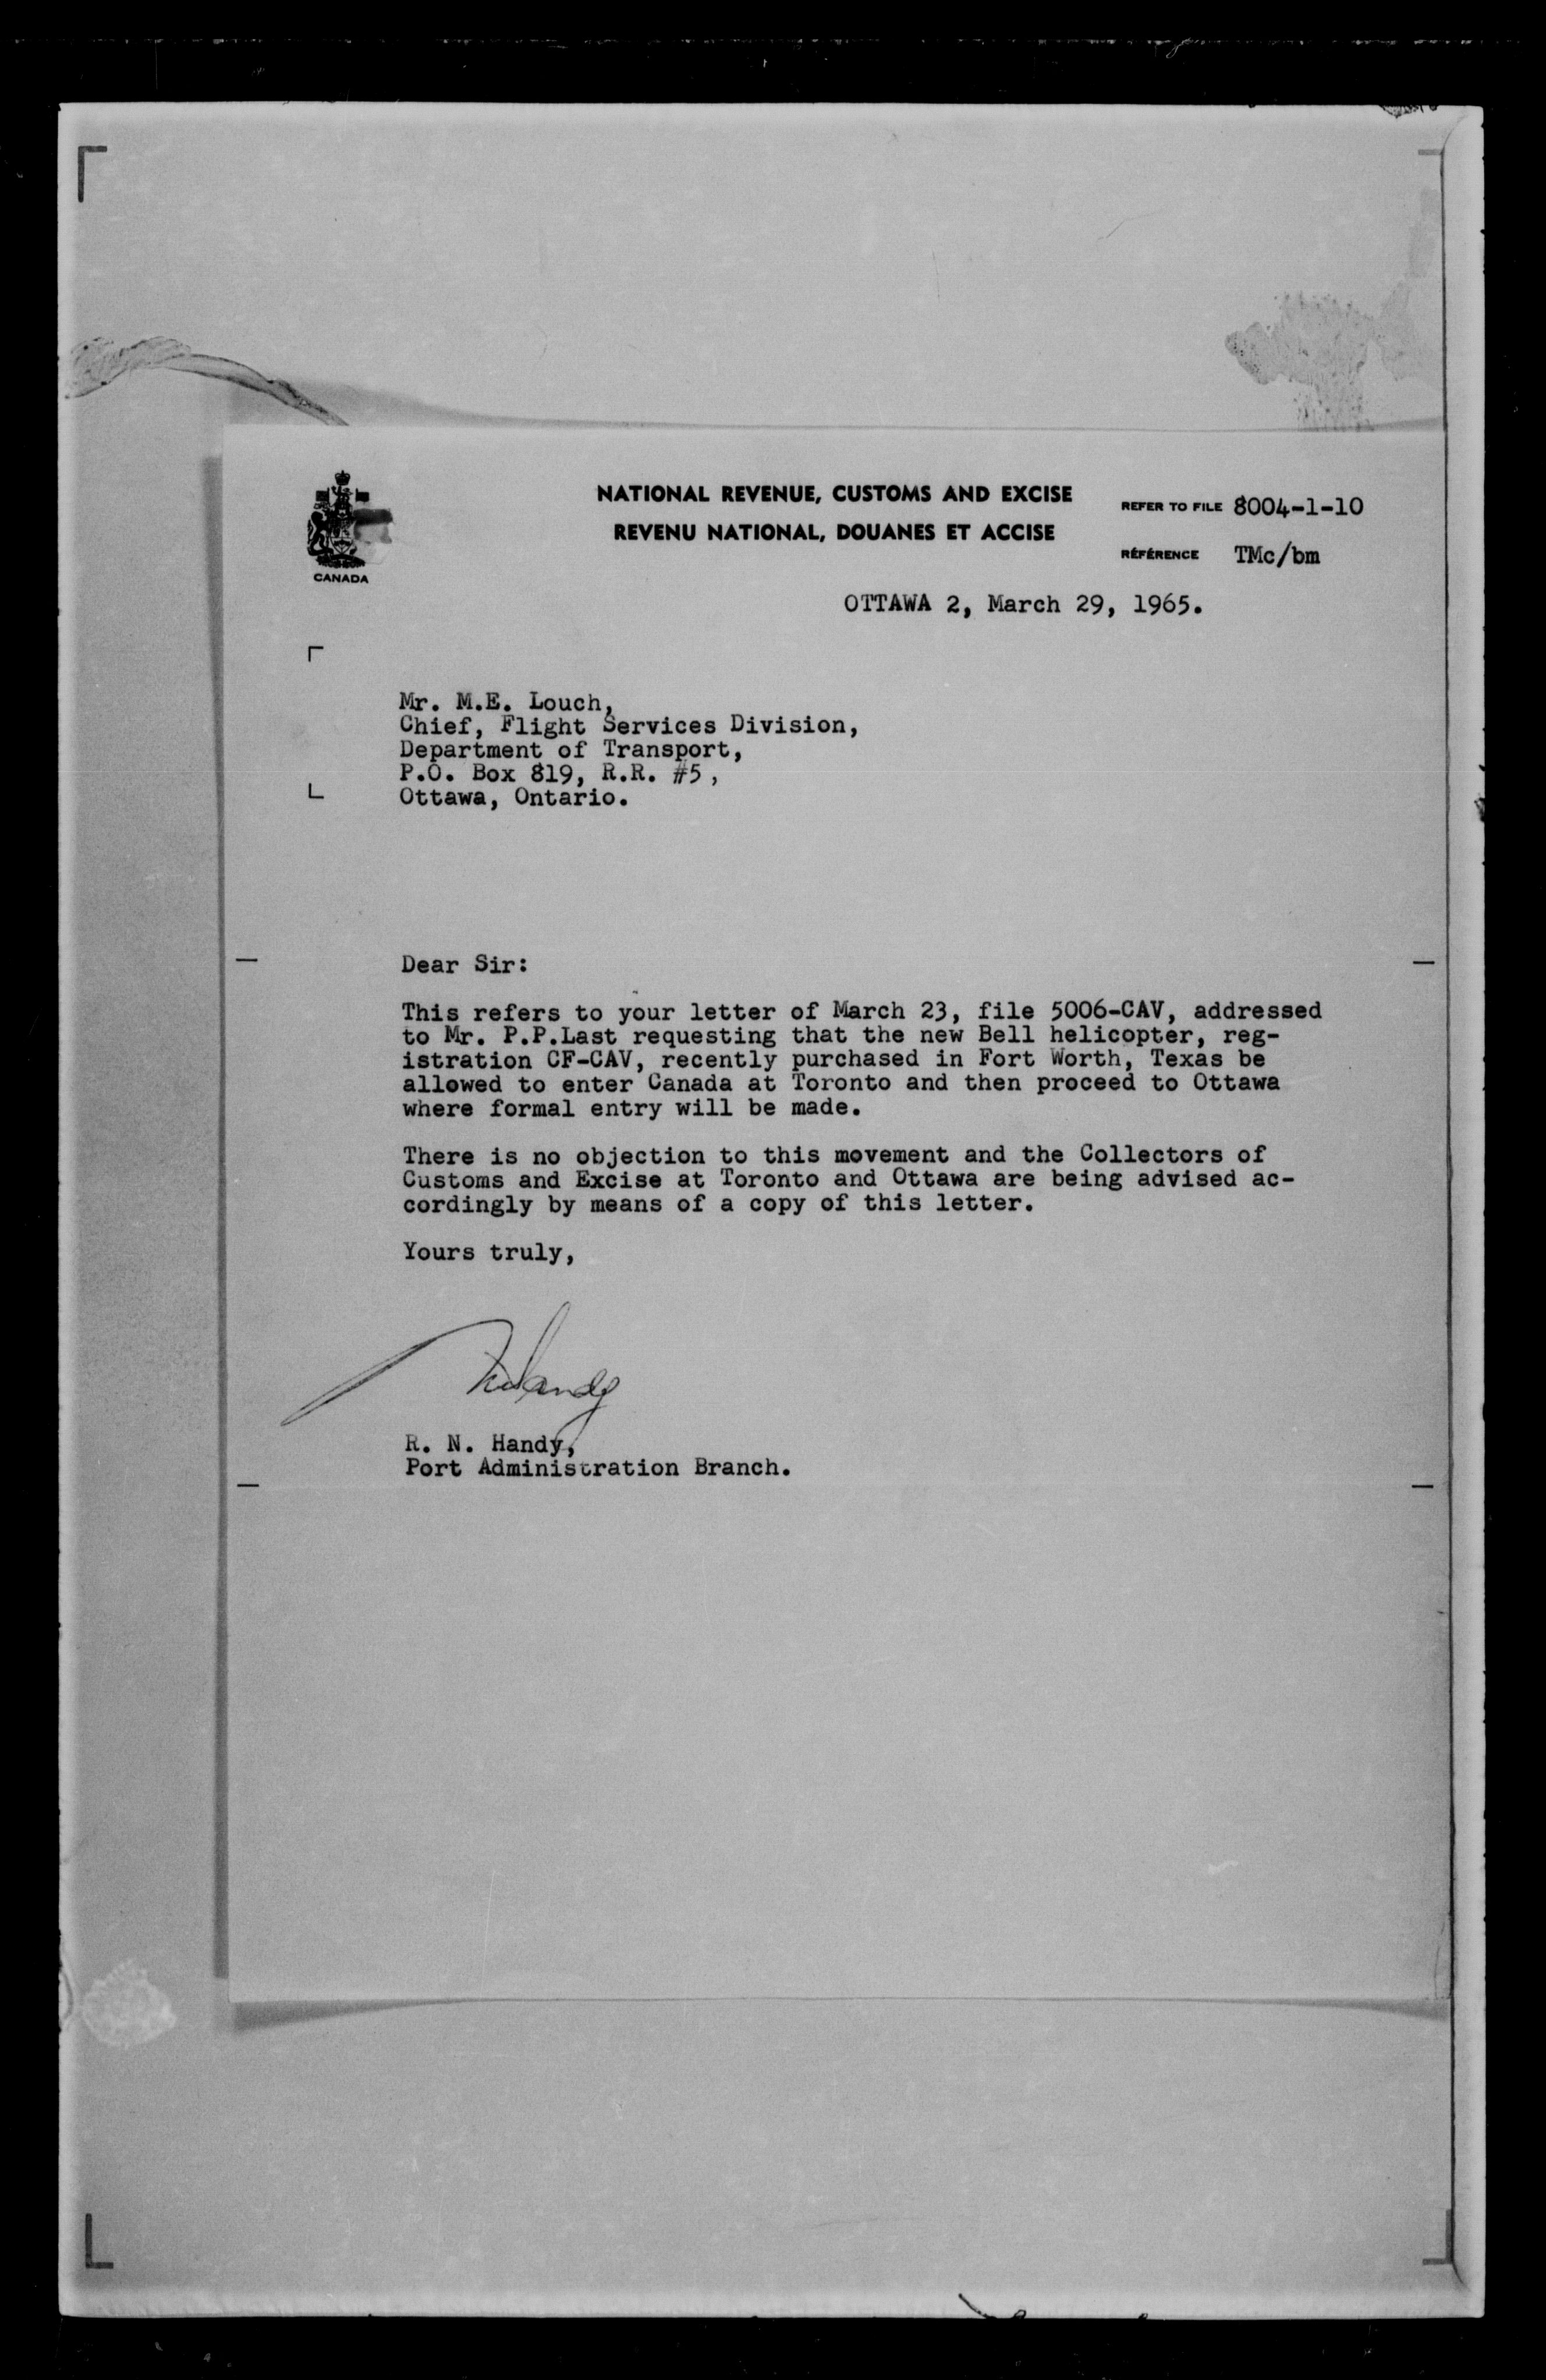 NATIONAL REVENUE, CUSTOMS AND EXCISE
REVENU NATIONAL, DOUANES ET ACCISE
REFER TO FILE 8004-1-10
RÉFÉRENCE TMc/bm
CANADA
OTTAWA 2, March 29, 1965.
Mr. M.E. Louch,
Chief, Flight Services Division,
Department of Transport,
P.O. Box 819, R.R. #5,
Ottawa, Ontario.
Dear Sir:
This refers to your letter of March 23, file 5006-CAV, addressed
to Mr. P.P.Last requesting that the new Bell helicopter, reg-
istration CF-CAV, recently purchased in Fort Worth, Texas be
allowed to enter Canada at Toronto and then proceed to Ottawa
where formal entry will be made.
There is no objection to this movement and the Collectors of
Customs and Excise at Toronto and Ottawa are being advised ac-
cordingly by means of a copy of this letter.
Yours truly,
R. N. Handy,
Port Administration Branch.